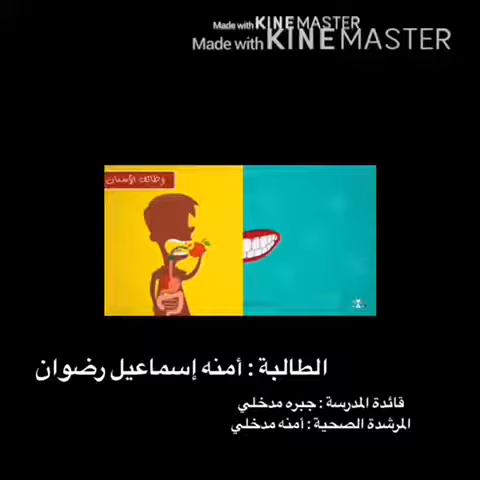 Made with KINEMASTER
Made with KINEMASTER
وظائف الأسنان
الطالبة : أمنه إسماعيل رضوان
قائدة المدرسة : جبره مدخلي
المرشدة الصحية : أمنه مدخلي